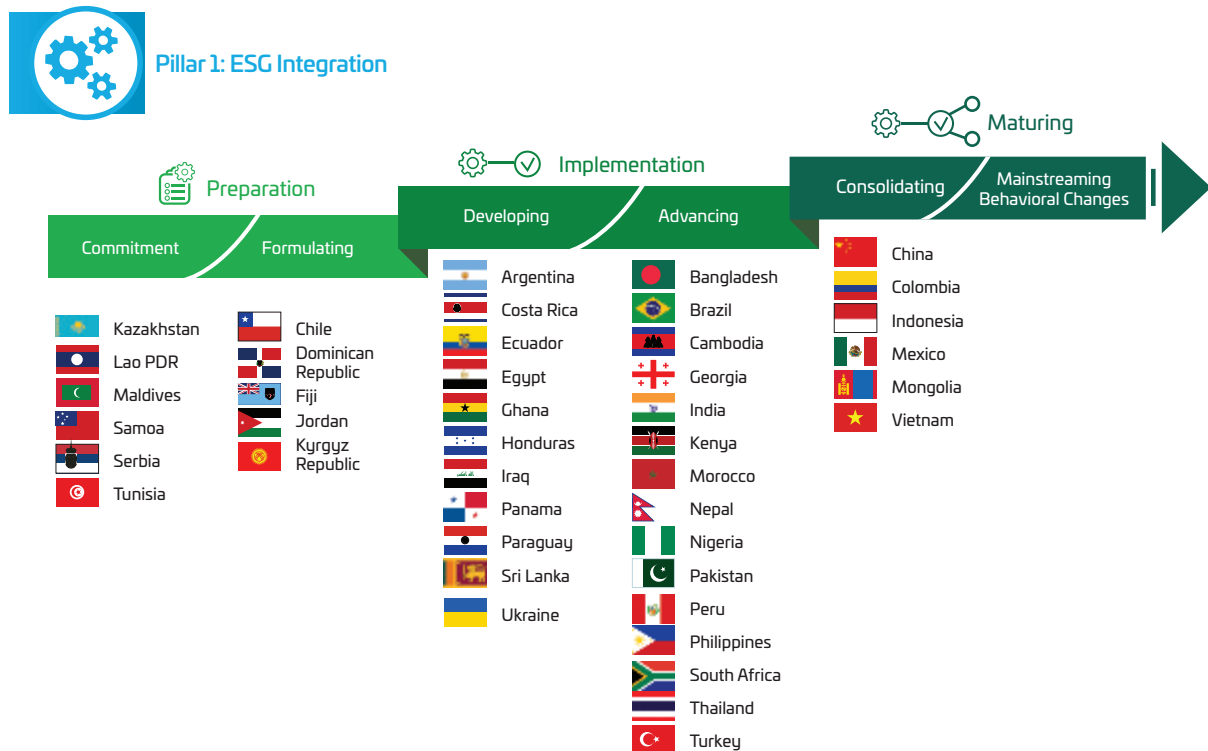 Pillar 1: ESG Integration
Preparation
Implementation
Maturing
Commitment
Formulating
Developing
Advancing
Consolidating
Mainstreaming
Behavioral Changes
Kazakhstan
Lao PDR
Maldives
Samoa
Serbia
Tunisia
Chile
Dominican
Republic
Fiji
Jordan
Kyrgyz
Republic
Argentina
Costa Rica
Ecuador
Egypt
Ghana
Honduras
Iraq
Panama
Paraguay
Sri Lanka
Ukraine
Bangladesh
Brazil
Cambodia
Georgia
India
Kenya
Morocco
Nepal
Nigeria
Pakistan
Peru
Philippines
South Africa
Thailand
Turkey
China
Colombia
Indonesia
Mexico
Mongolia
Vietnam